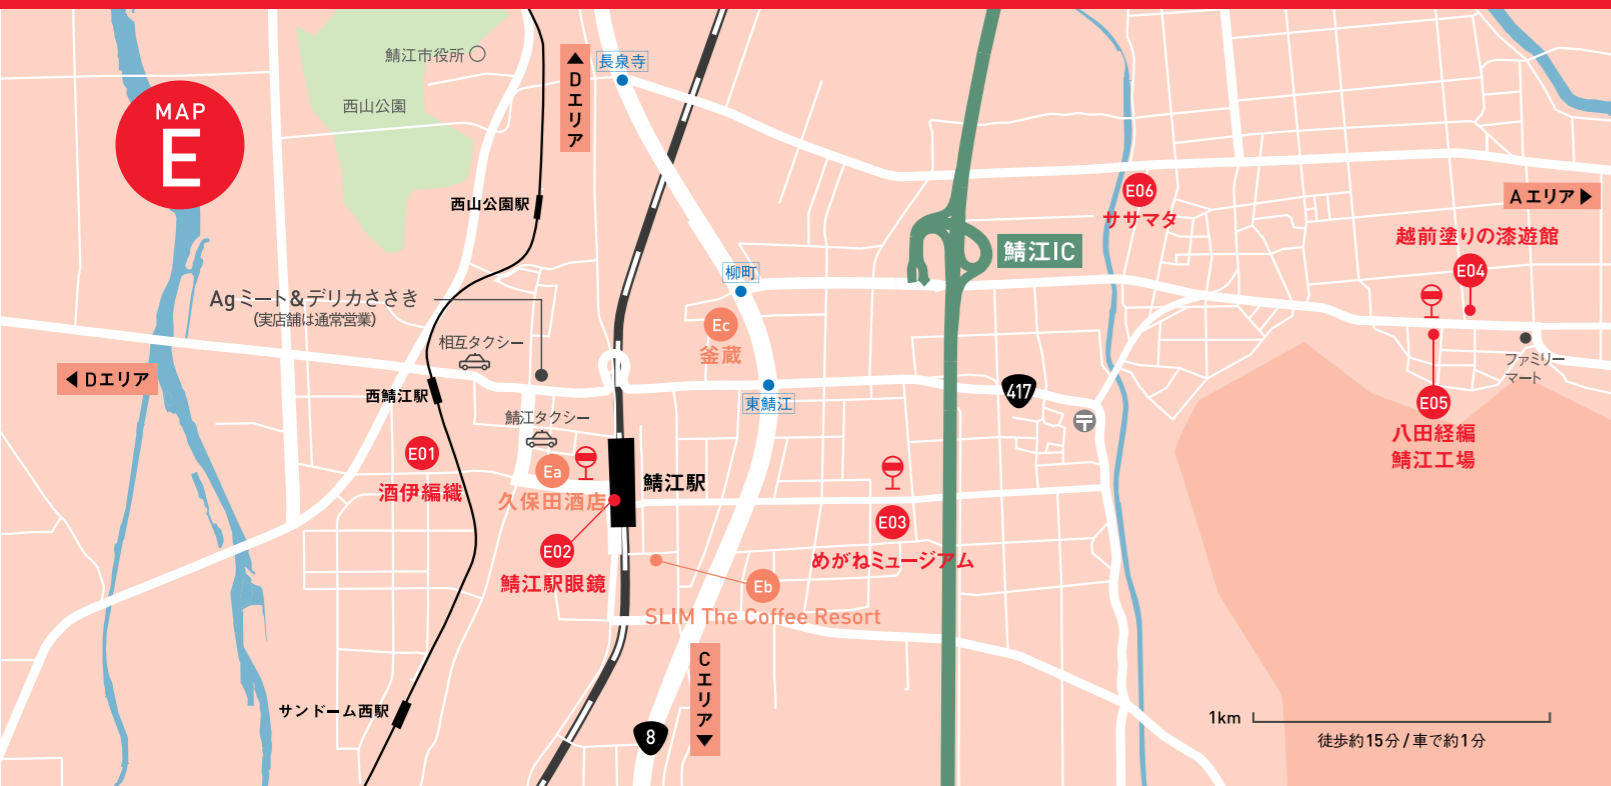 MAP
E
鯖江市役所
西山公園
▲Dエリア
長泉寺
西山公園駅
E06
ササマタ
Aエリア▶
越前塗りの漆遊館
E04
鯖江IC
柳町
Agミート&デリカささき
(実店舗は通常営業)
Ec
釜蔵
相互タクシー
◀Dエリア
西鯖江駅
ファミリー
マート
東鯖江
417
E05
八田経編
鯖江工場
鯖江タクシー
E01
酒伊編織
Ea
久保田酒店
鯖江駅
E03
めがねミュージアム
E02
鯖江駅眼鏡
Eb
SLIM The Coffee Resort
Cエリア▼
サンドーム西駅
8
1km
徒歩約15分/車で約1分